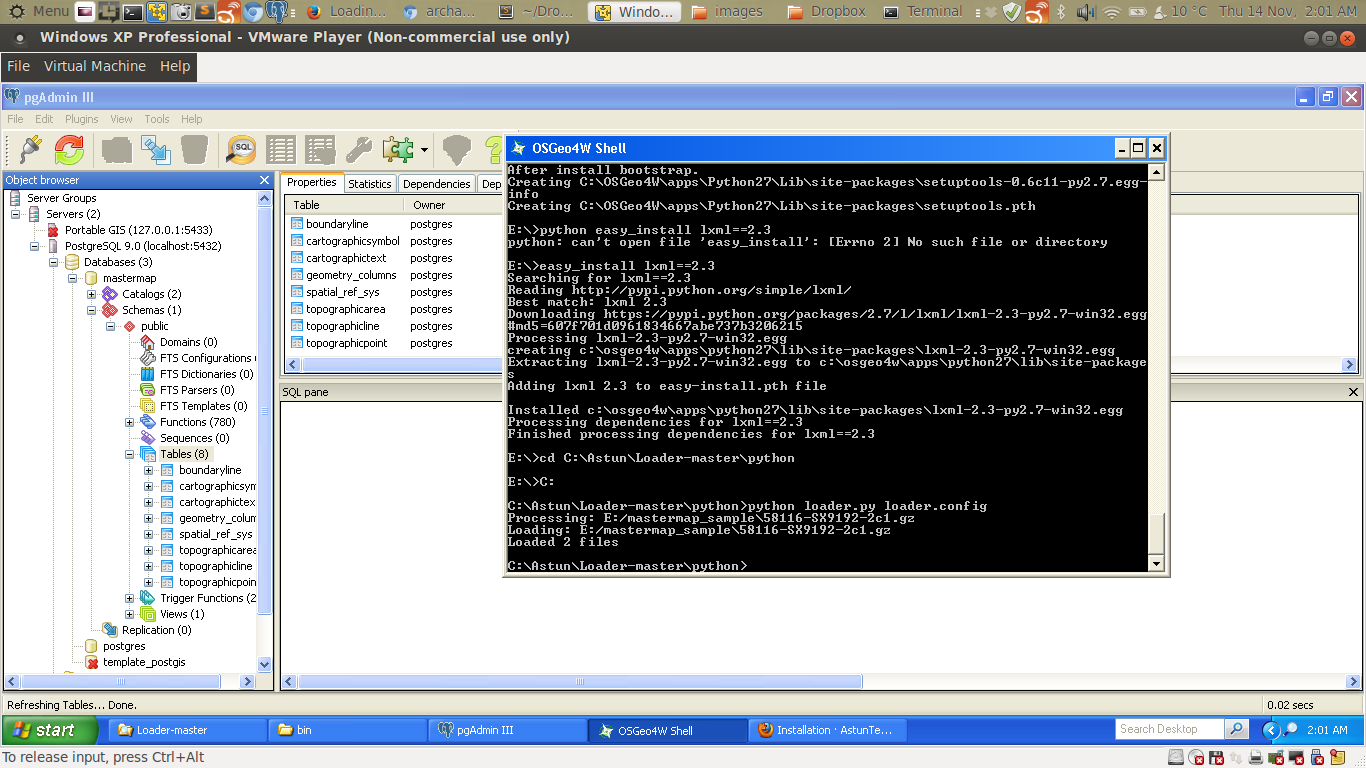 Menu
Loadin...
archa...
~/Dro...
Windo...
images
Dropbox
Terminal
10 °C
Thu 14 Nov, 2:01 AM
Windows XP Professional - VMware Player (Non-commercial use only)
File Virtual Machine Help
pgAdmin III
File Edit Plugins View Tools Help
SQL
Object browser
Server Groups
Servers (2)
Portable GIS (127.0.0.1:5433)
PostgreSQL 9.0 (localhost:5432)
Databases (3)
mastermap
Catalogs (2)
Schemas (1)
public
Domains (0)
FTS Configurations (
FTS Dictionaries (0)
FTS Parsers (0)
FTS Templates (0)
Functions (780)
Sequences (0)
Tables (8)
boundaryline
cartographicsym
cartographictex
geometry_colum
spatial_ref_sys
topographicarea
topographicline
topographicpoin
Trigger Functions (2
Views (1)
Replication (0)
postgres
template_postgis
Properties Statistics Dependencies Dep
Table Owner
boundaryline postgres
cartographicsymbol postgres
cartographictext postgres
geometry_columns postgres
spatial_ref_sys postgres
topographicarea postgres
topographicline postgres
topographicpoint postgres
SQL pane
OSGeo4W Shell
After install bootstrap.
Creating C:\OSGeo4W\apps\Python27\Lib\site-packages\setuptools-0.6c11-py2.7.egg-
info
Creating C:\OSGeo4W\apps\Python27\Lib\site-packages\setuptools.pth
E:\>python easy_install lxml==2.3
python: can't open file 'easy_install': [Errno 2] No such file or directory
E:\>easy_install lxml==2.3
Searching for lxml==2.3
Reading http://pypi.python.org/simple/lxml/
Best match: lxml 2.3
Downloading https://pypi.python.org/packages/2.7/l/lxml/lxml-2.3-py2.7-win32.egg
#md5=607f701d0961834667abe737b3206215
Processing lxml-2.3-py2.7-win32.egg
creating c:\osgeo4w\apps\python27\lib\site-packages\lxml-2.3-py2.7-win32.egg
Extracting lxml-2.3-py2.7-win32.egg to c:\osgeo4w\apps\python27\lib\site-package
s
Adding lxml 2.3 to easy-install.pth file
Installed c:\osgeo4w\apps\python27\lib\site-packages\lxml-2.3-py2.7-win32.egg
Processing dependencies for lxml==2.3
Finished processing dependencies for lxml==2.3
E:\>cd C:\Astun\Loader-master\python
E:\>C:
C:\Astun\Loader-master\python>python loader.py loader.config
Processing: E:/mastermap_sample\58116-SX9192-2c1.gz
Loading: E:/mastermap_sample\58116-SX9192-2c1.gz
Loaded 2 files
C:\Astun\Loader-master\python>
Refreshing Tables... Done.
0.02 secs
start
Loader-master
bin
pgAdmin III
OSGeo4W Shell
Installation · AstunTe...
Search Desktop
2:01 AM
To release input, press Ctrl+Alt